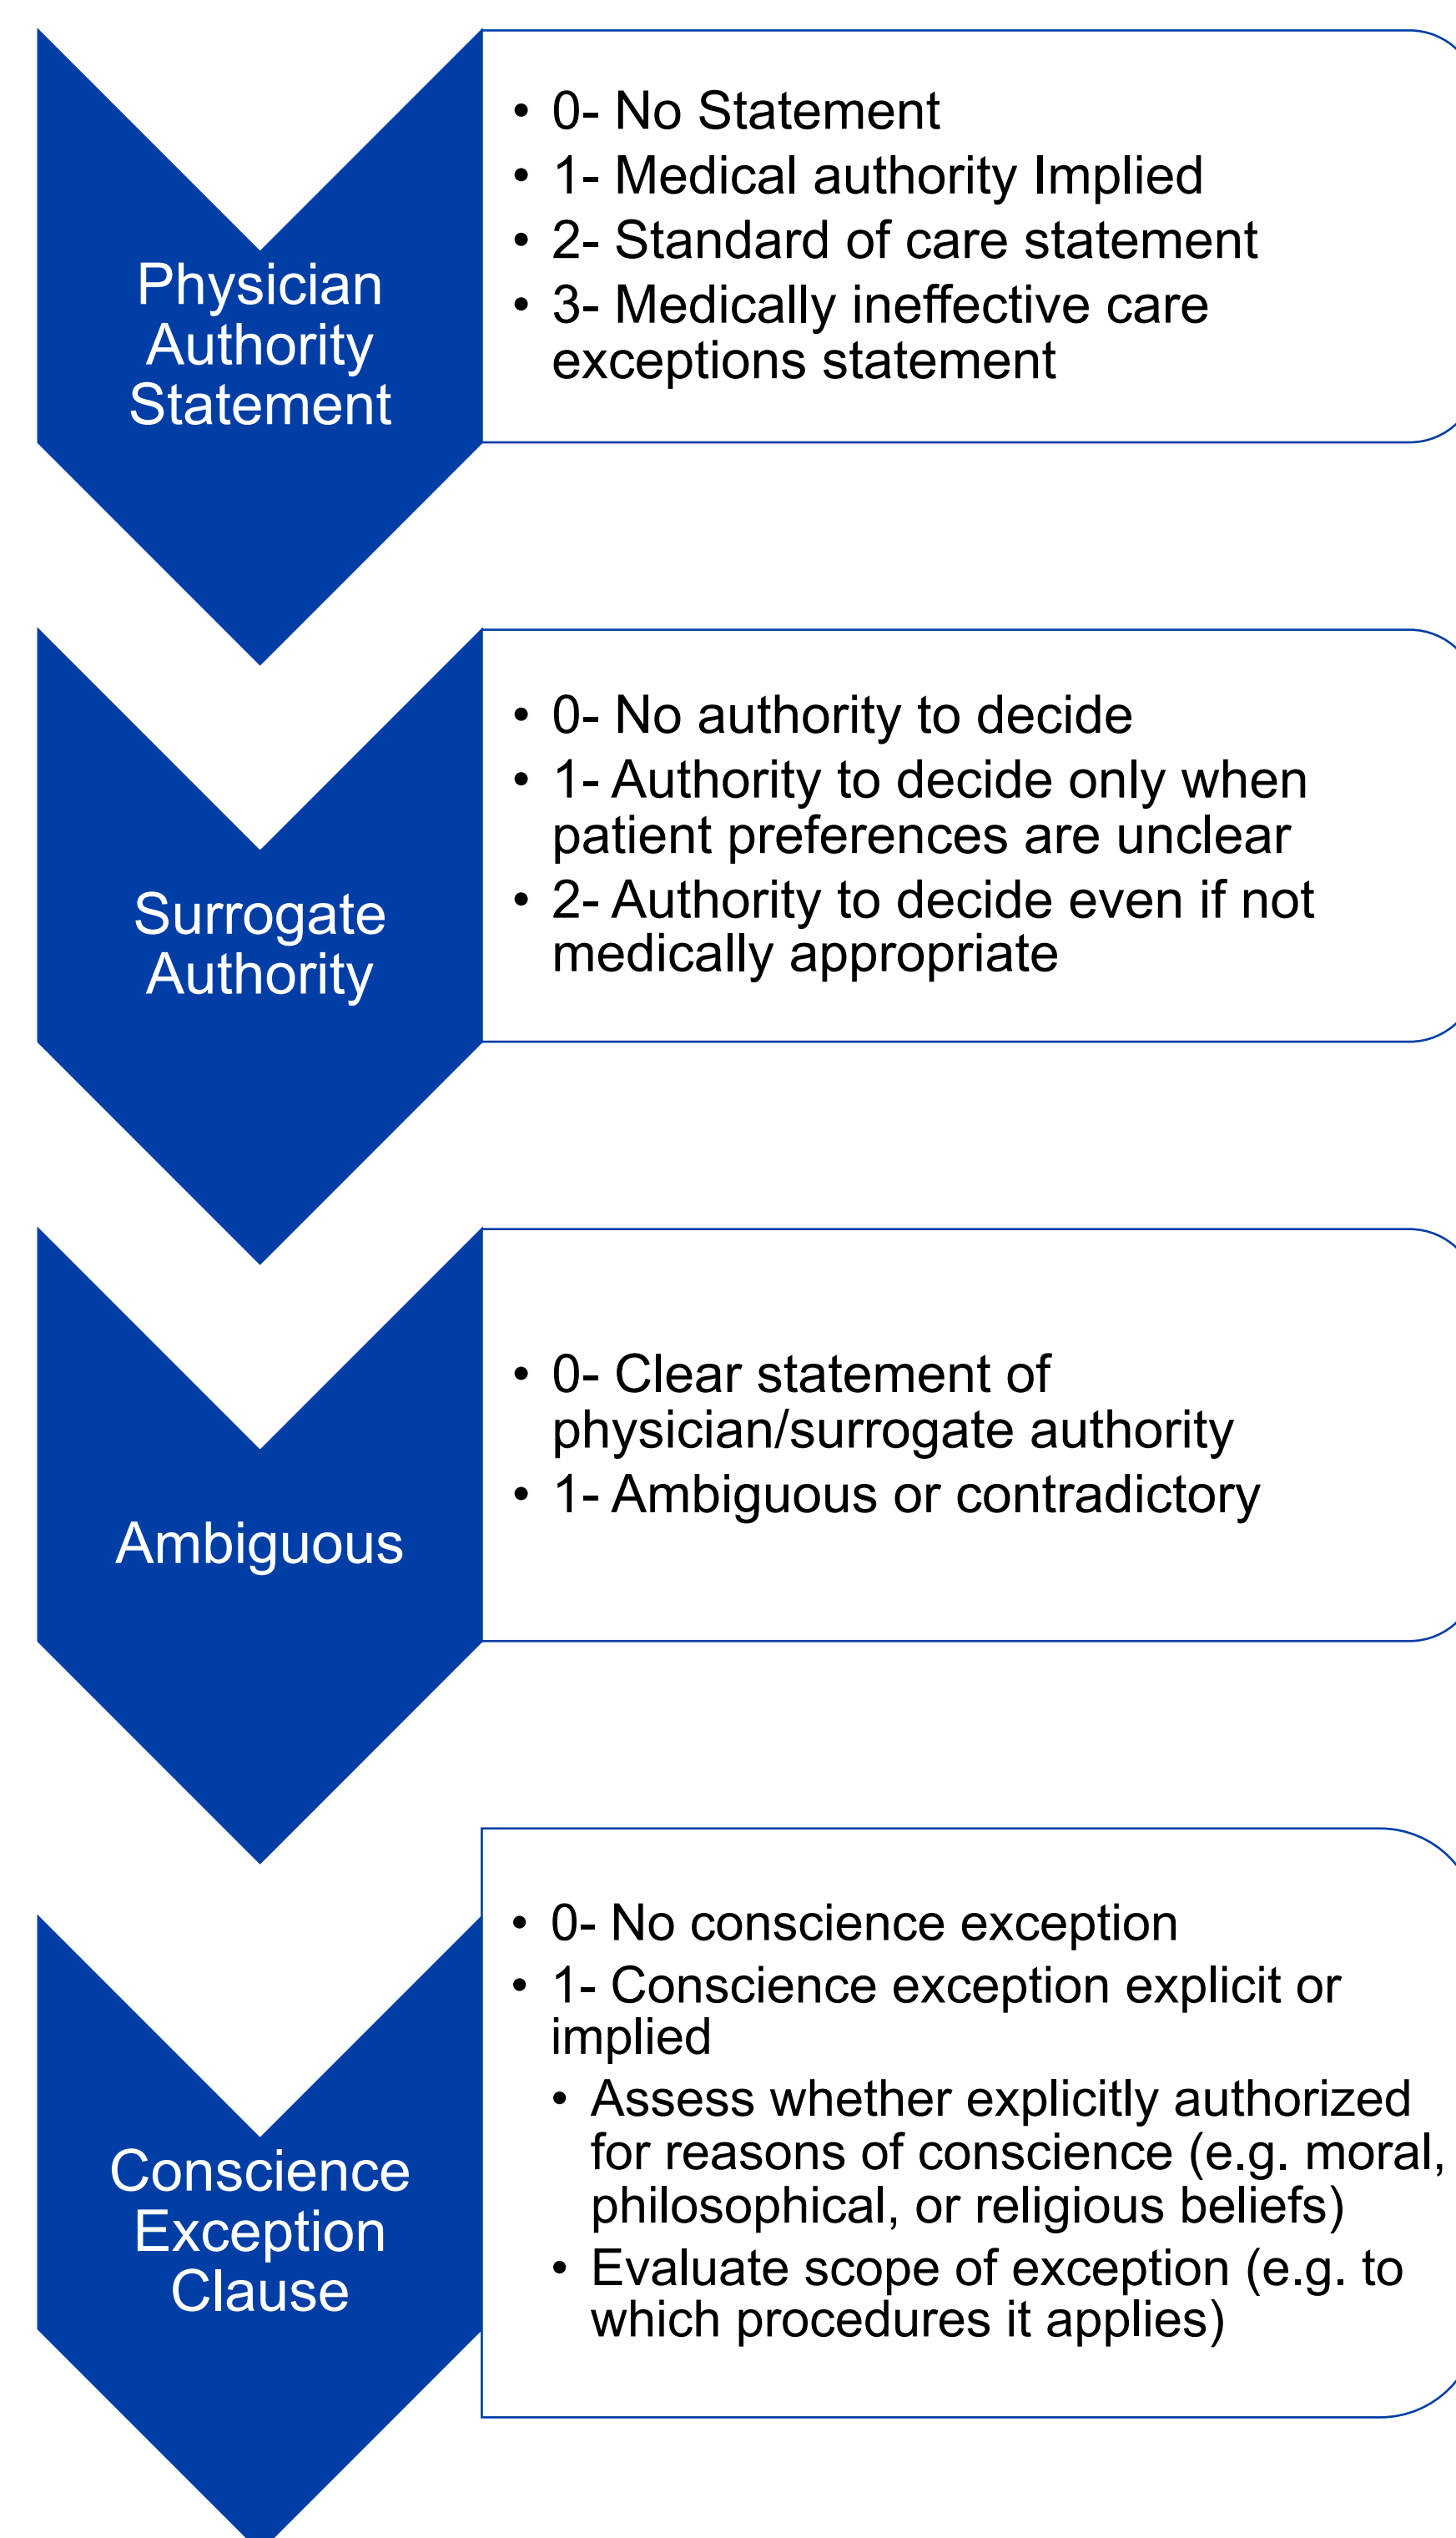 Physician
Authority
Statement
• 0- No Statement
• 1- Medical authority Implied
• 2- Standard of care statement
• 3- Medically ineffective care
exceptions statement
Surrogate
Authority
• 0- No authority to decide
• 1- Authority to decide only when
patient preferences are unclear
• 2- Authority to decide even if not
medically appropriate
Ambiguous
• 0- Clear statement of
physician/surrogate authority
• 1- Ambiguous or contradictory
Conscience
Exception
Clause
• 0- No conscience exception
• 1- Conscience exception explicit or
implied
• Assess whether explicitly authorized
for reasons of conscience (e.g. moral,
philosophical, or religious beliefs)
• Evaluate scope of exception (e.g. to
which procedures it applies)